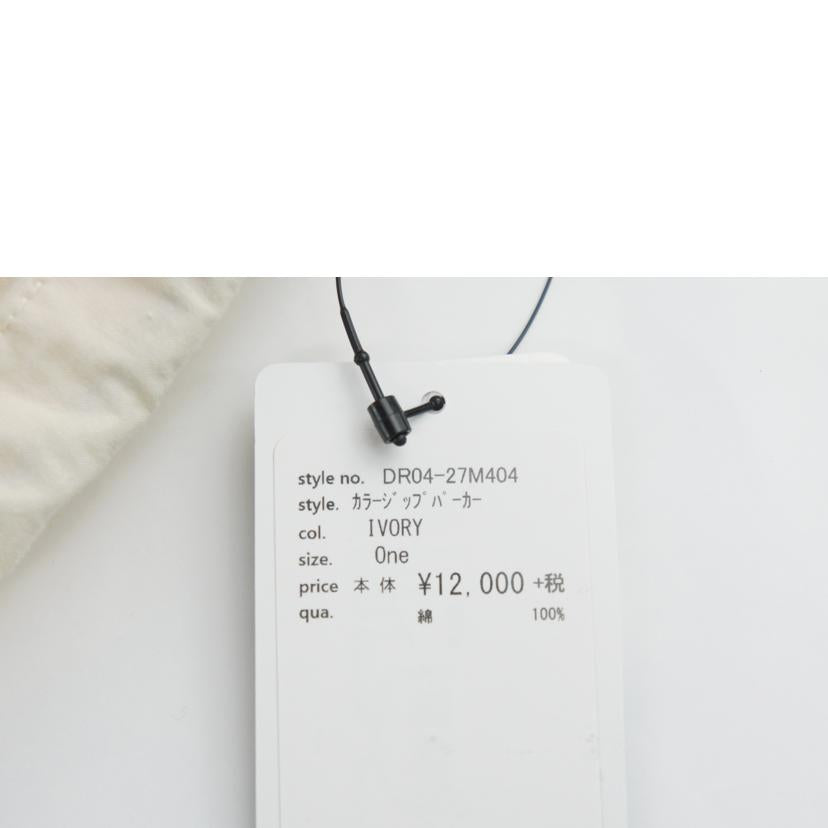 style no. DR04-27M404
style. ｶﾗｰｼﾞｯﾌﾟﾊﾟｰｶｰ
col. IVORY
size. One
price 本体 ¥12,000 +税
qua. 綿 100%